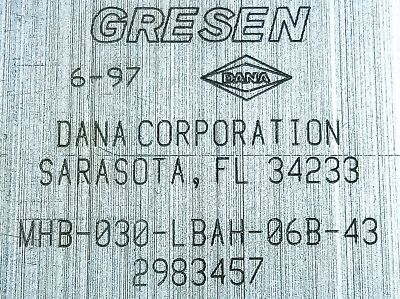 GRESEN
6-97 DANA
DANA CORPORATION
SARASOTA, FL 34233
MHB-030-LBAH-06B-43
2983457